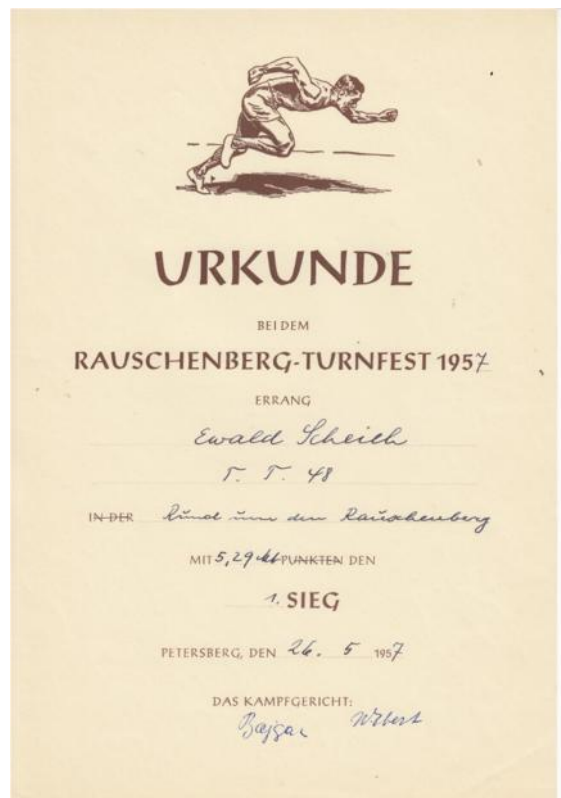 URKUNDE
BEI DEM
RAUSCHENBERG-TURNFEST 1957
ERRANG
Ewald
T. T. 48
IN DER Rund um den Rauschenberg
MIT 5,29 PUNKTEN DEN
1. SIEG
PETERSBERG, DEN 26. 5 1957
DAS KAMPFGERICHT: